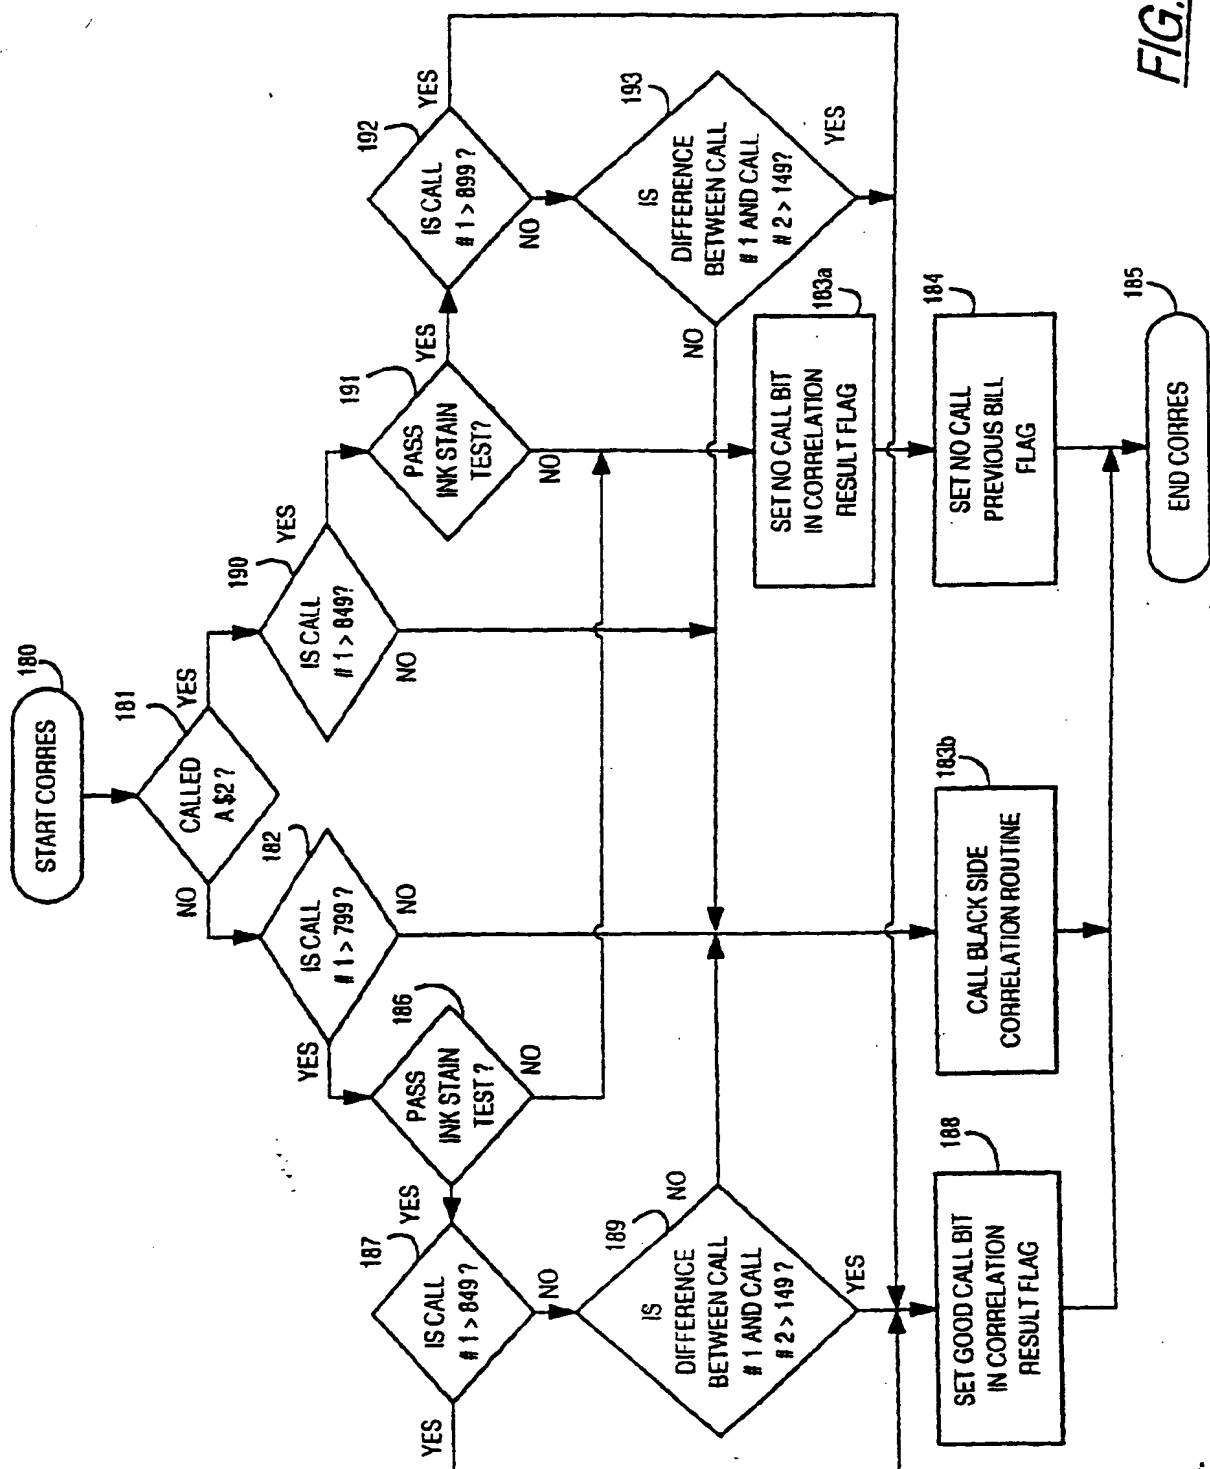 START CORRES
180
CALLED
A $2 ?
181
NO
YES
IS CALL
# 1 > 799 ?
182
YES
NO
IS CALL
# 1 > 849?
190
YES
NO
PASS
INK STAIN
TEST?
186
YES
NO
PASS
INK STAIN
TEST?
191
YES
NO
IS CALL
# 1 > 849 ?
187
YES
NO
IS CALL
# 1 > 899 ?
192
YES
NO
IS
DIFFERENCE
BETWEEN CALL
# 1 AND CALL
# 2 > 149 ?
189
NO
YES
IS
DIFFERENCE
BETWEEN CALL
# 1 AND CALL
# 2 > 149?
193
NO
YES
SET NO CALL BIT
IN CORRELATION
RESULT FLAG
183a
SET GOOD CALL BIT
IN CORRELATION
RESULT FLAG
188
CALL BLACK SIDE
CORRELATION ROUTINE
183b
SET NO CALL
PREVIOUS BILL
FLAG
184
END CORRES
185
FIG.